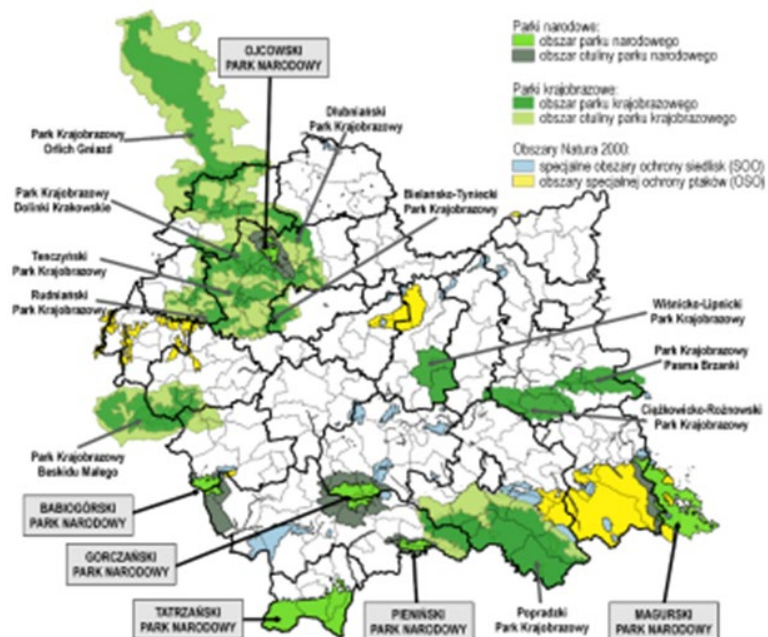 Parki narodowe:
obszar parku narodowego
obszar otuliny parku narodowego
Parki krajobrazowe:
obszar parku krajobrazowego
obszar otuliny parku krajobrazowego
Obszary Natura 2000:
specjalne obszary ochrony siedlisk (SOO)
obszary specjalnej ochrony ptaków (OSO)
OJCOWSKI
PARK NARODOWY
Dłubniański
Park Krajobrazowy
Park Krajobrazowy
Orlich Gniazd
Park Krajobrazowy
Dolinki Krakowskie
Bielańsko-Tyniecki
Park Krajobrazowy
Tenczyński
Park Krajobrazowy
Rudniański
Park Krajobrazowy
Wiśnicko-Lipnicki
Park Krajobrazowy
Park Krajobrazowy
Pasma Brzanki
Ciężkowicko-Rożnowski
Park Krajobrazowy
Park Krajobrazowy
Beskidu Małego
BABIOGÓRSKI
PARK NARODOWY
GORCZAŃSKI
PARK NARODOWY
TATRZAŃSKI
PARK NARODOWY
PIENIŃSKI
PARK NARODOWY
Popradzki
Park Krajobrazowy
MAGURSKI
PARK NARODOWY